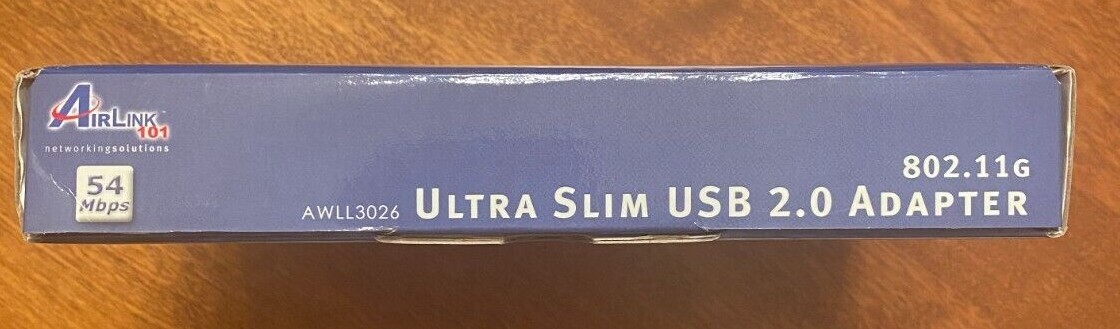 AIRLINK 101
networkingsolutions
54
Mbps
802.11G
AWLL3026 ULTRA SLIM USB 2.0 ADAPTER